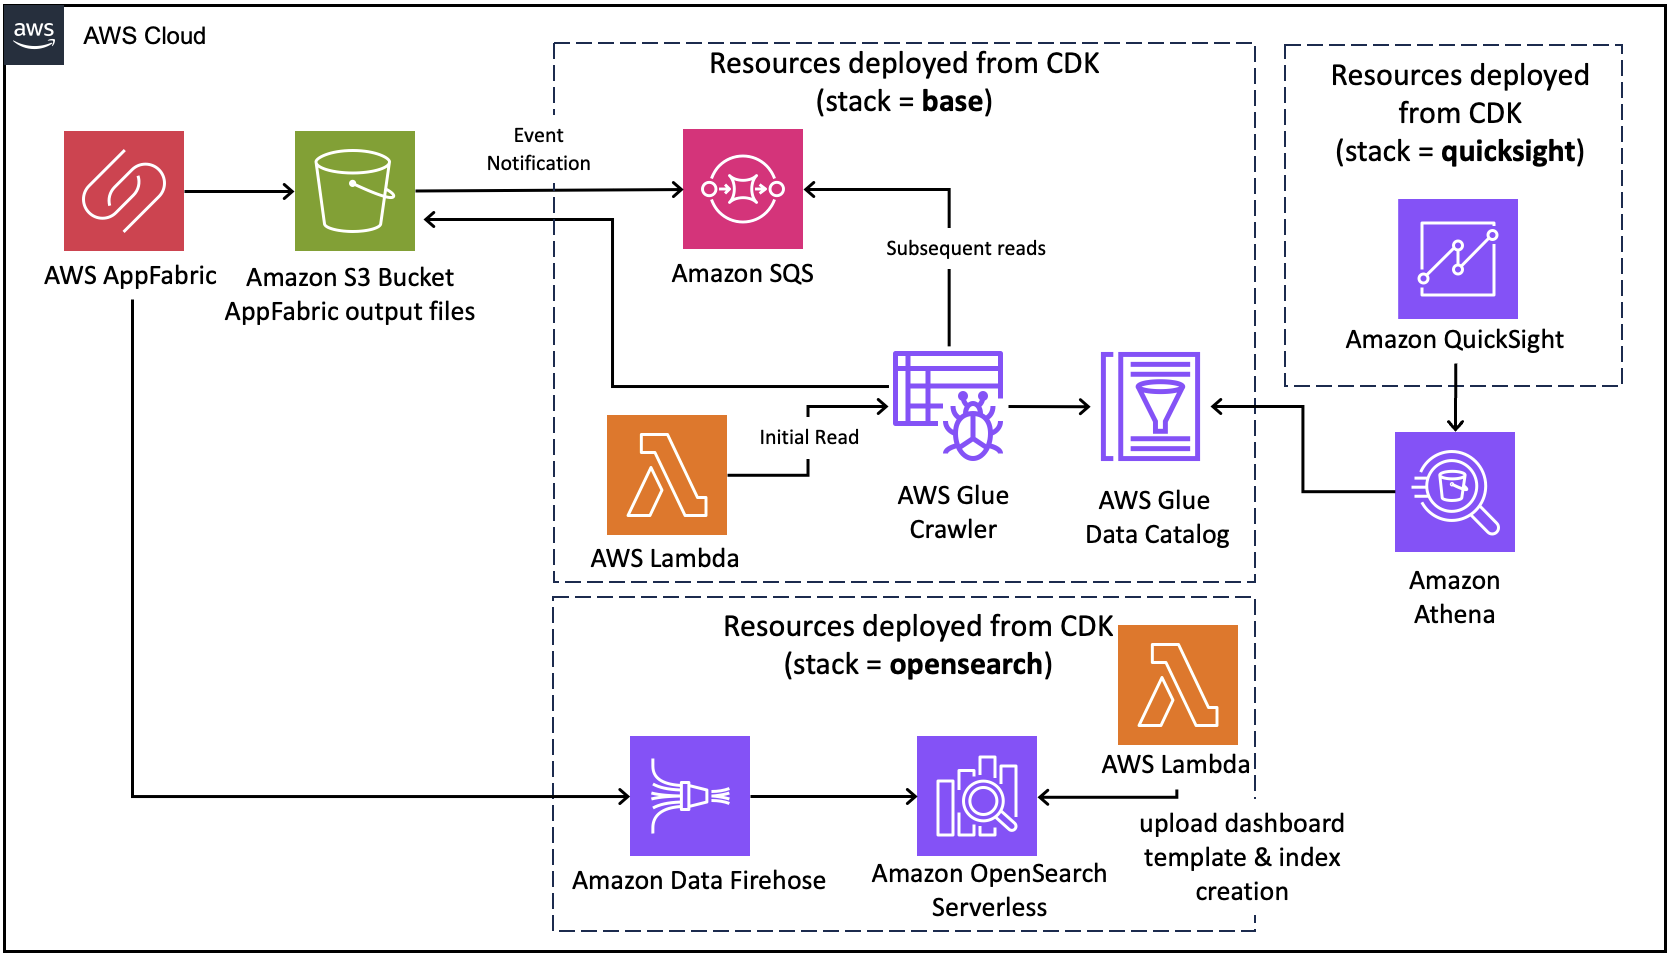 aws
AWS Cloud
Resources deployed from CDK
(stack = base)
Resources deployed
from CDK
(stack = quicksight)
Event
Notification
AWS AppFabric
Amazon S3 Bucket
AppFabric output files
Amazon SQS
Subsequent reads
Amazon QuickSight
Initial Read
AWS Lambda
AWS Glue
Crawler
AWS Glue
Data Catalog
Amazon
Athena
Resources deployed from CDK
(stack = opensearch)
AWS Lambda
upload dashboard
template & index
creation
Amazon Data Firehose
Amazon OpenSearch
Serverless